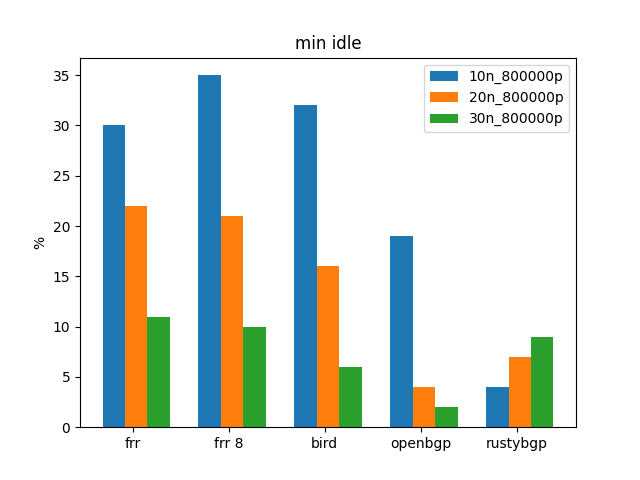 min idle
10n_800000p
20n_800000p
30n_800000p
%
35
30
25
20
15
10
5
0
frr
frr 8
bird
openbgp
rustybgp